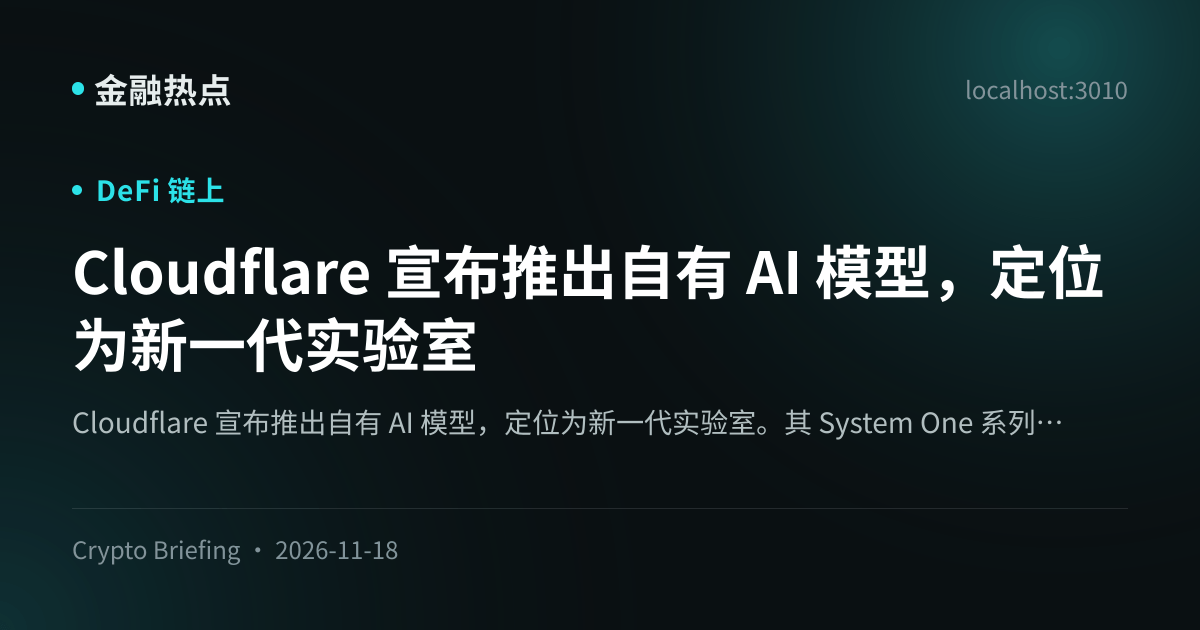 金融热点
localhost:3010
DeFi 链上
Cloudflare 宣布推出自有 AI 模型，定位
为新一代实验室
Cloudflare 宣布推出自有 AI 模型，定位为新一代实验室。其 System One 系列…
Crypto Briefing · 2026-11-18